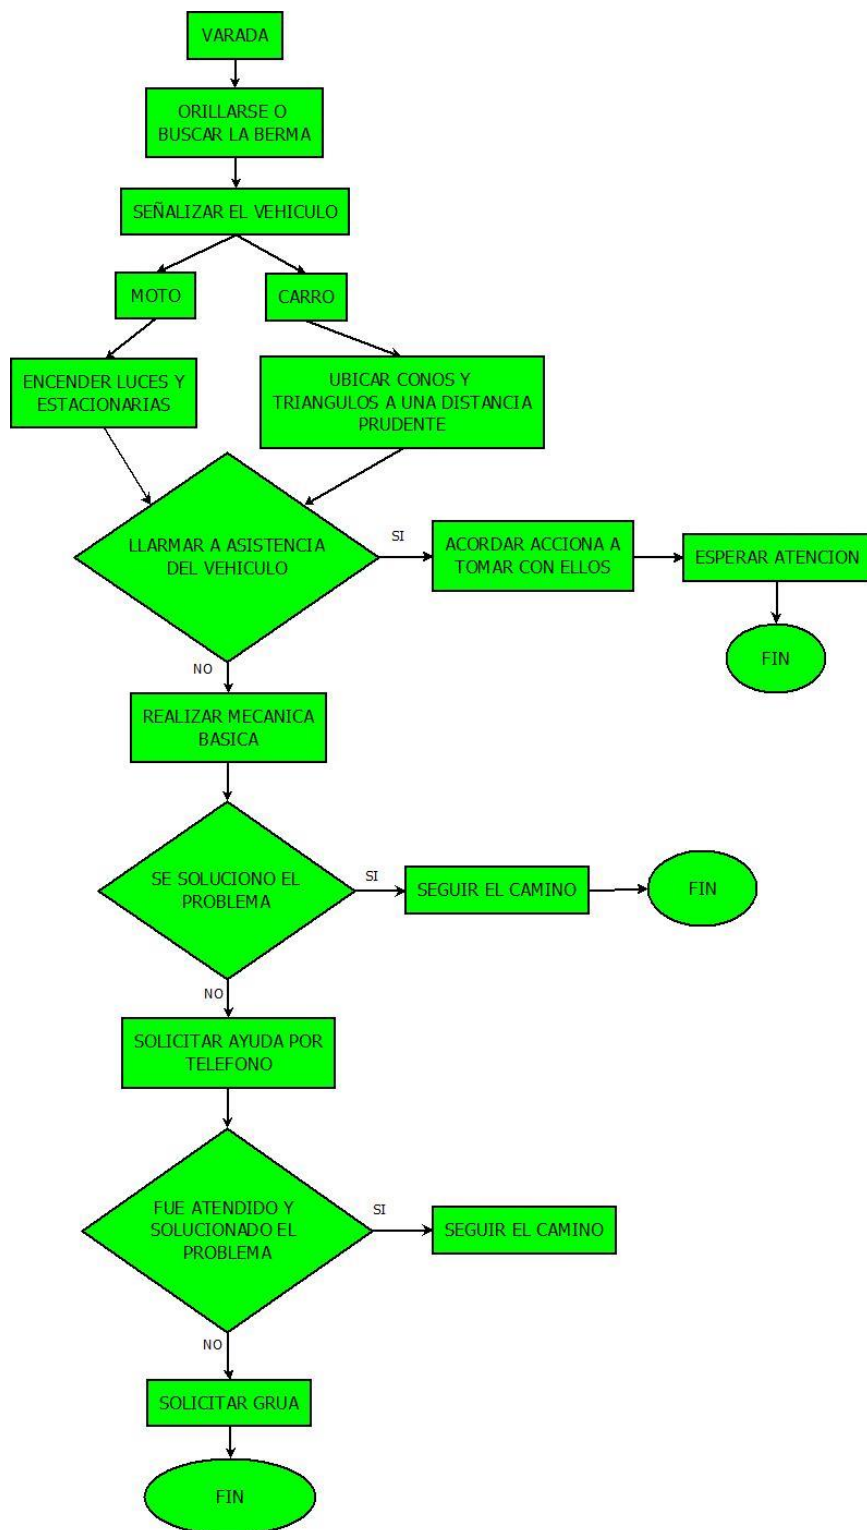 VARADA
ORILLARSE O
BUSCAR LA BERMA
SEÑALIZAR EL VEHICULO
MOTO
CARRO
ENCENDER LUCES Y
ESTACIONARIAS
UBICAR CONOS Y
TRIANGULOS A UNA DISTANCIA
PRUDENTE
LLARMAR A ASISTENCIA
DEL VEHICULO
SI
ACORDAR ACCIONA A
TOMAR CON ELLOS
ESPERAR ATENCION
FIN
NO
REALIZAR MECANICA
BASICA
SE SOLUCIONO EL
PROBLEMA
SI
SEGUIR EL CAMINO
FIN
NO
SOLICITAR AYUDA POR
TELEFONO
FUE ATENDIDO Y
SOLUCIONADO EL
PROBLEMA
SI
SEGUIR EL CAMINO
NO
SOLICITAR GRUA
FIN